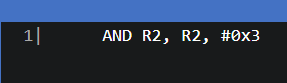 1 AND R2, R2, #0x3